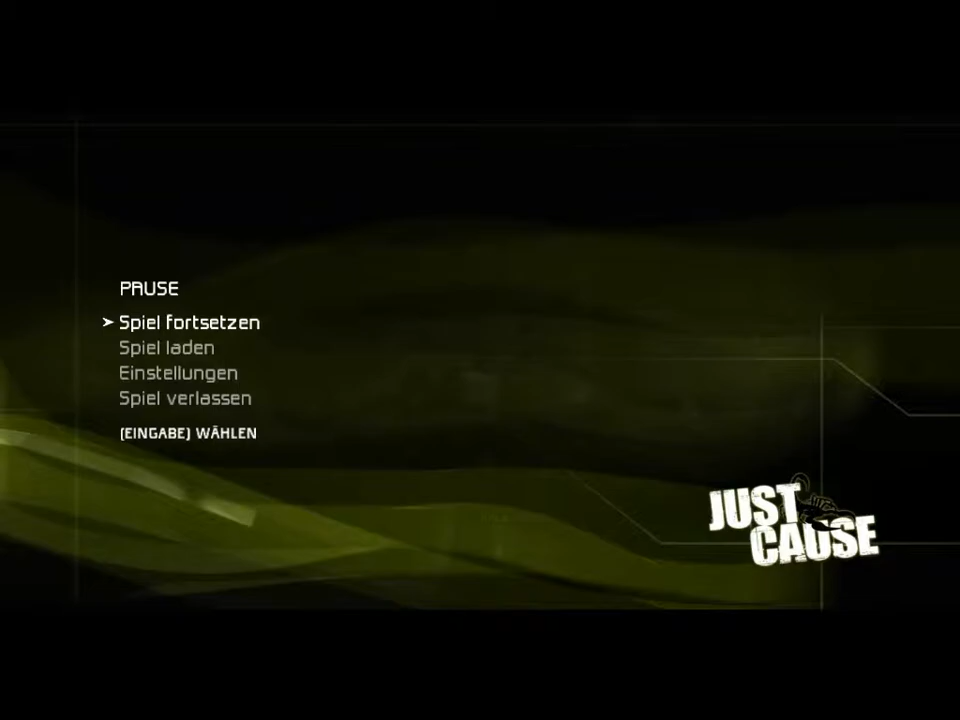 PAUSE
➤ Spiel fortsetzen
Spiel laden
Einstellungen
Spiel verlassen
[EINGABE] WÄHLEN
JUST
CAUSE